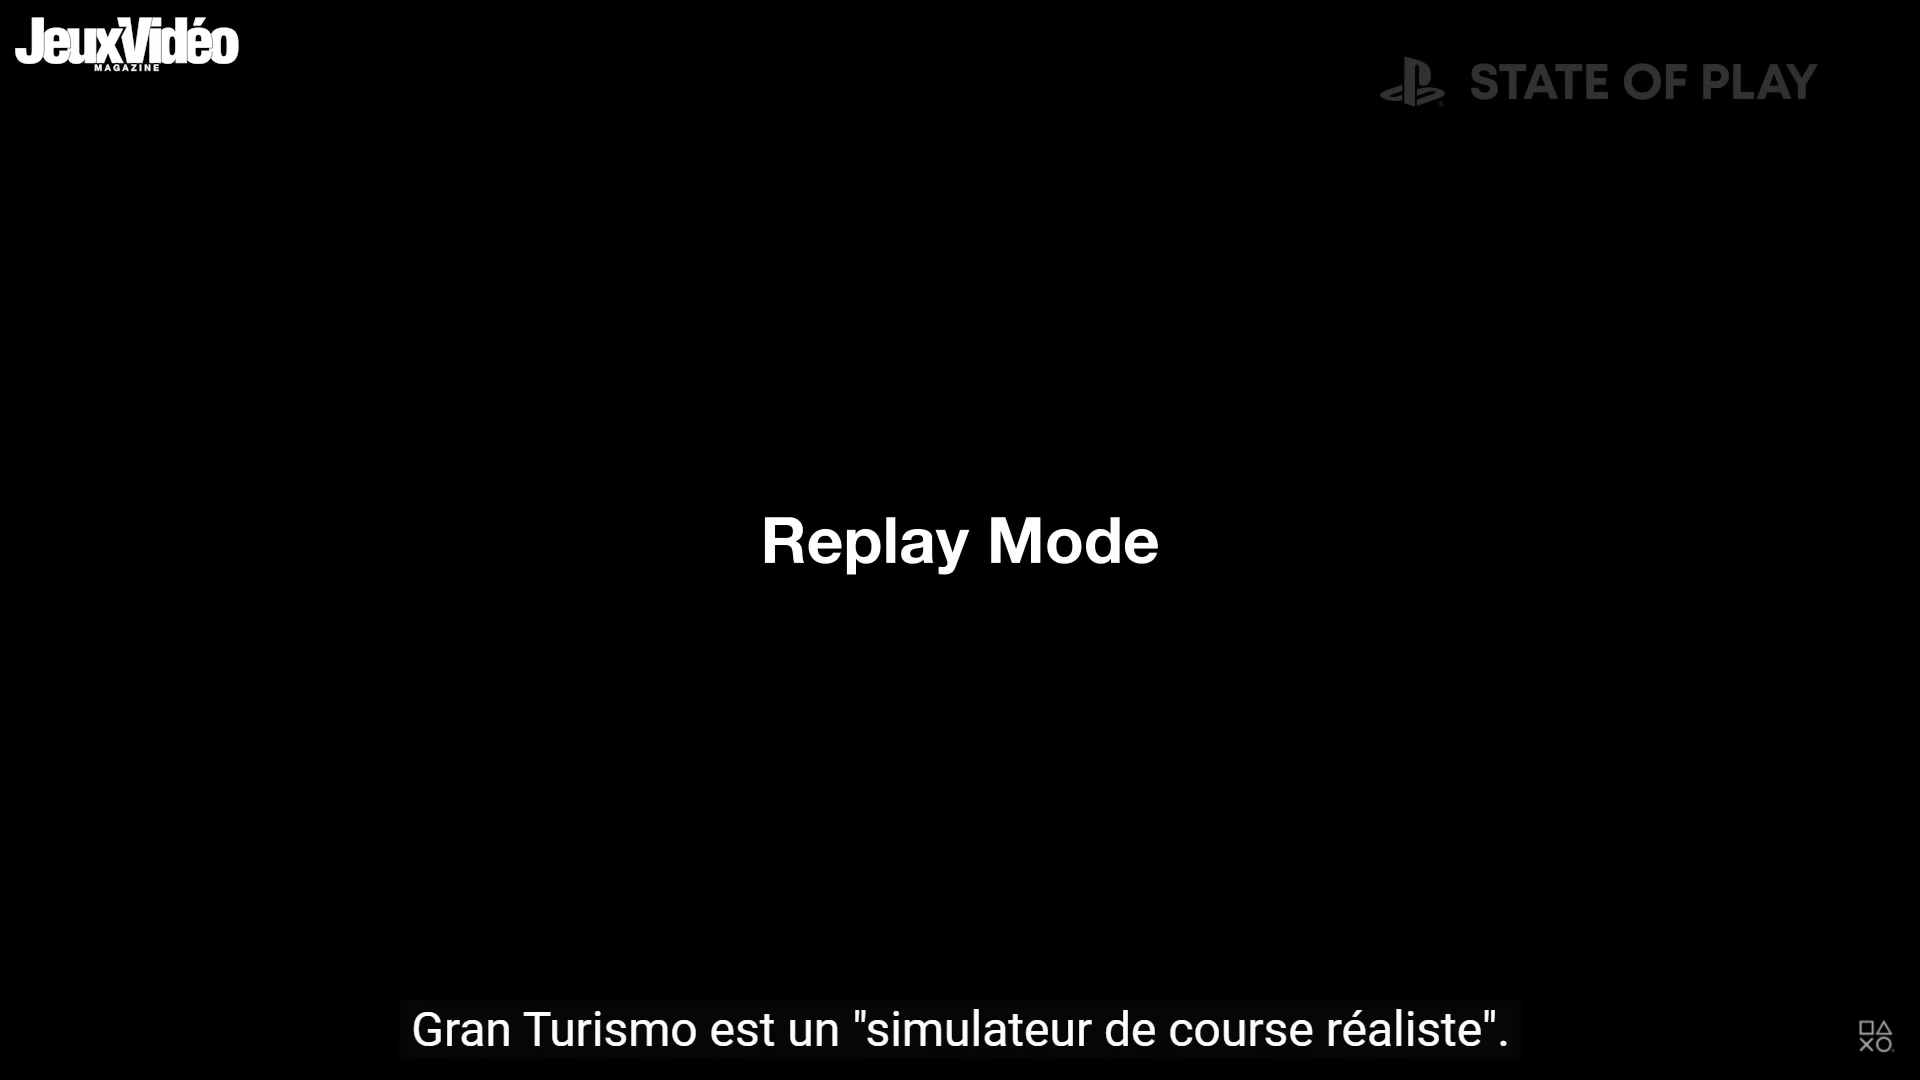 JeuxVidéo
MAGAZINE
STATE OF PLAY
Replay Mode
Gran Turismo est un "simulateur de course réaliste".